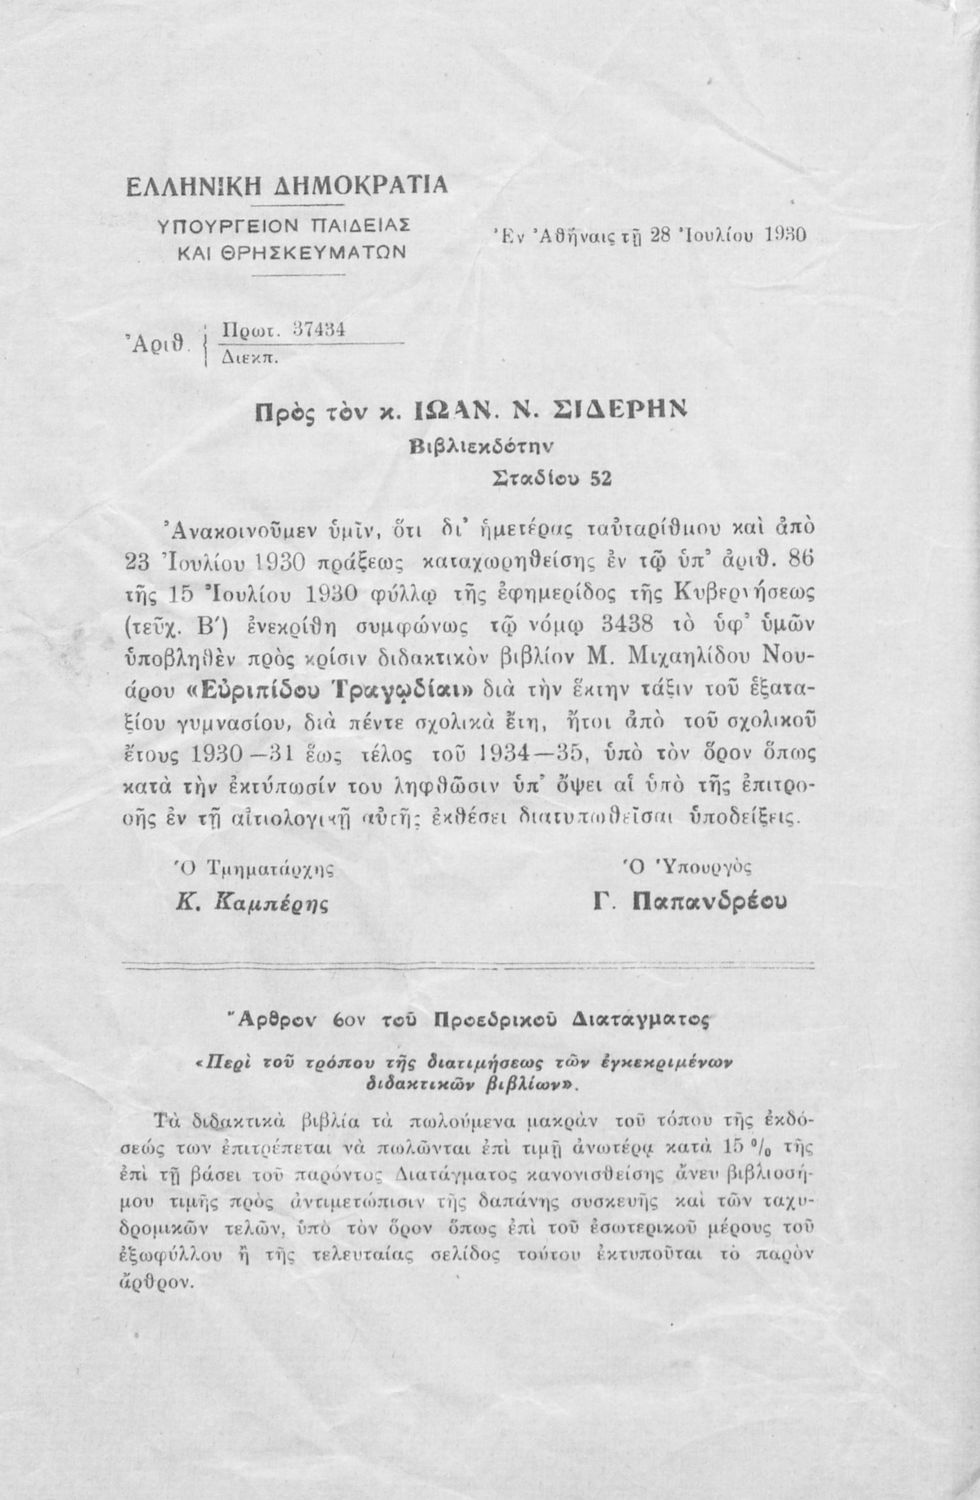 ΕΛΛΗΝΙΚΗ ΔΗΜΟΚΡΑΤΙΑ
ΥΠΟΥΡΓΕΙΟΝ ΠΑΙΔΕΙΑΣ
ΚΑΙ ΘΡΗΣΚΕΥΜΑΤΩΝ
Ἐν Ἀθήναις τῇ 28 Ἰουλίου 1930
Ἀριθ. Πρωτ. 37434
Διεκπ.
Πρὸς τὸν κ. ΙΩΑΝ. Ν. ΣΙΔΕΡΗΝ
Βιβλιεκδότην
Σταδίου 52
Ἀνακοινοῦμεν ὑμῖν, ὅτι δι' ἡμετέρας ταὐταρίθμου καὶ ἀπὸ
23 Ἰουλίου 1930 πράξεως καταχωρηθείσης ἐν τῷ ὑπ' ἀριθ. 86
τῆς 15 Ἰουλίου 1930 φύλλῳ τῆς ἐφημερίδος τῆς Κυβερνήσεως
(τεῦχ. Β') ἐνεκρίθη συμφώνως τῷ νόμῳ 3438 τὸ ὑφ' ὑμῶν
ὑποβληθὲν πρὸς κρίσιν διδακτικὸν βιβλίον Μ. Μιχαηλίδου Νου-
άρου «Εὐριπίδου Τραγῳδίαι» διὰ τὴν ἕκτην τάξιν τοῦ ἑξατα-
ξίου γυμνασίου, διὰ πέντε σχολικὰ ἔτη, ἤτοι ἀπὸ τοῦ σχολικοῦ
ἔτους 1930—31 ἕως τέλος τοῦ 1934—35, ὑπὸ τὸν ὅρον ὅπως
κατὰ τὴν ἐκτύπωσίν του ληφθῶσιν ὑπ' ὄψει αἱ ὑπὸ τῆς ἐπιτρο-
οῆς ἐν τῇ αἰτιολογικῇ αὐτῆς ἐκθέσει διατυπωθεῖσαι ὑποδείξεις.
Ὁ Τμηματάρχης
Κ. Καμπέρης
Ὁ Ὑπουργὸς
Γ. Παπανδρέου
Ἄρθρον 6ον τοῦ Προεδρικοῦ Διατάγματος
«Περὶ τοῦ τρόπου τῆς διατιμήσεως τῶν ἐγκεκριμένων
διδακτικῶν βιβλίων».
Τὰ διδακτικὰ βιβλία τὰ πωλούμενα μακρὰν τοῦ τόπου τῆς ἐκδό-
σεώς των ἐπιτρέπεται νὰ πωλῶνται ἐπὶ τιμῇ ἀνωτέρᾳ κατὰ 15 % τῆς
ἐπὶ τῇ βάσει τοῦ παρόντος Διατάγματος κανονισθείσης ἄνευ βιβλιοσή-
μου τιμῆς πρὸς ἀντιμετώπισιν τῆς δαπάνης συσκευῆς καὶ τῶν ταχυ-
δρομικῶν τελῶν, ὑπὸ τὸν ὅρον ὅπως ἐπὶ τοῦ ἐσωτερικοῦ μέρους τοῦ
ἐξωφύλλου ἢ τῆς τελευταίας σελίδος τούτου ἐκτυποῦται τὸ παρὸν
ἄρθρον.